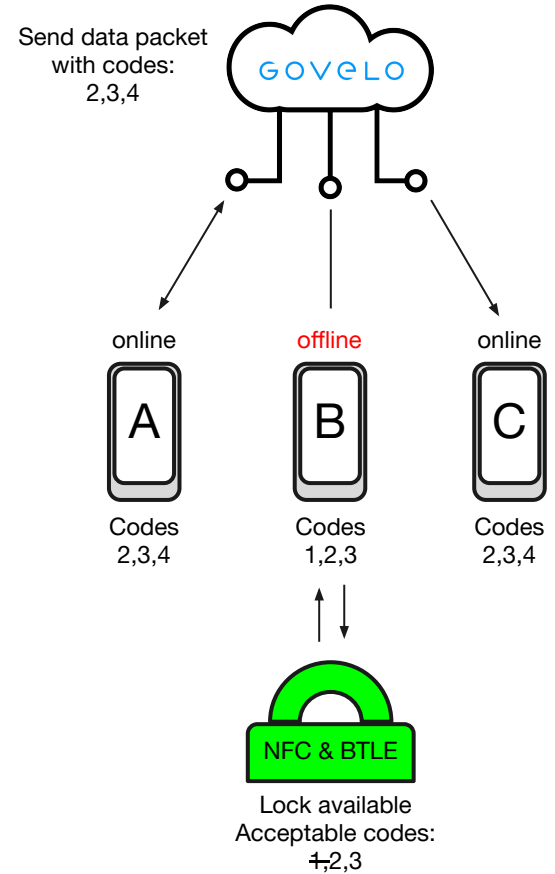 Send data packet
with codes:
2,3,4
GOVELO
online
offline
online
A
B
C
Codes
2,3,4
Codes
1,2,3
Codes
2,3,4
NFC & BTLE
Lock available
Acceptable codes:
1,2,3